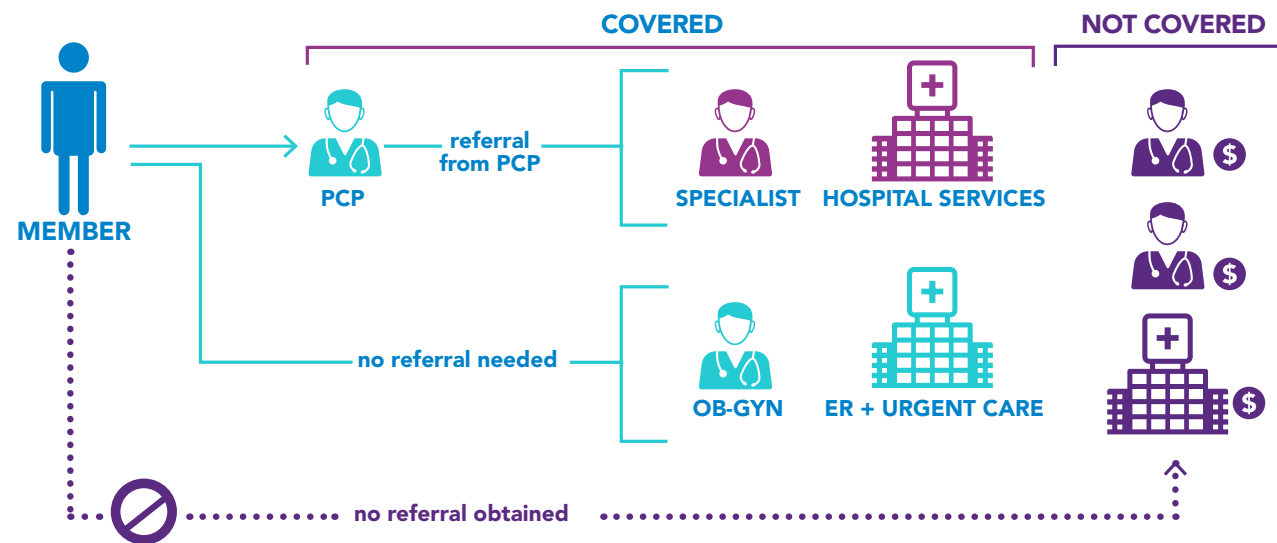 COVERED
NOT COVERED
referral
from PCP
PCP
SPECIALIST
HOSPITAL SERVICES
$
MEMBER
$
no referral needed
OB-GYN
ER + URGENT CARE
$
no referral obtained